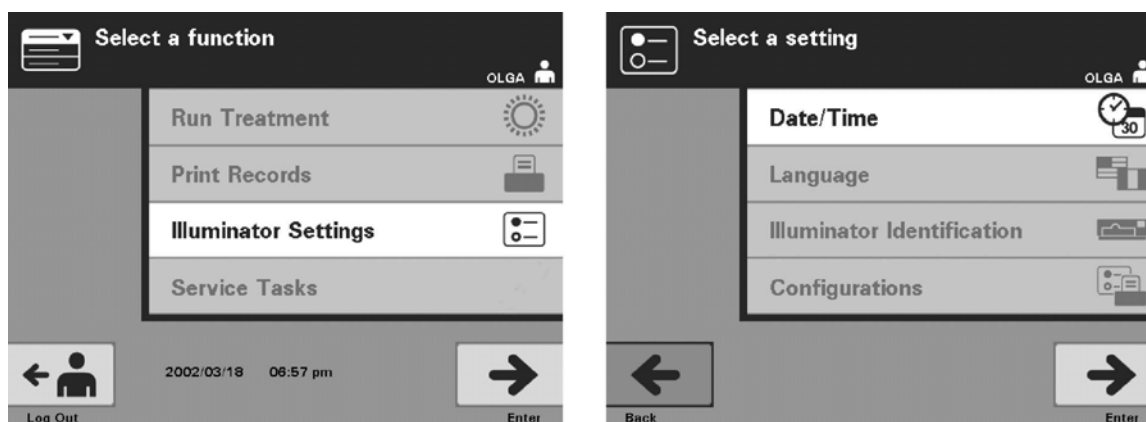 Select a function
OLGA
Run Treatment
Print Records
Illuminator Settings
Service Tasks
2002/03/18 06:57 pm
Log Out
Enter
Select a setting
OLGA
Date/Time
30
Language
Illuminator Identification
Configurations
Back
Enter